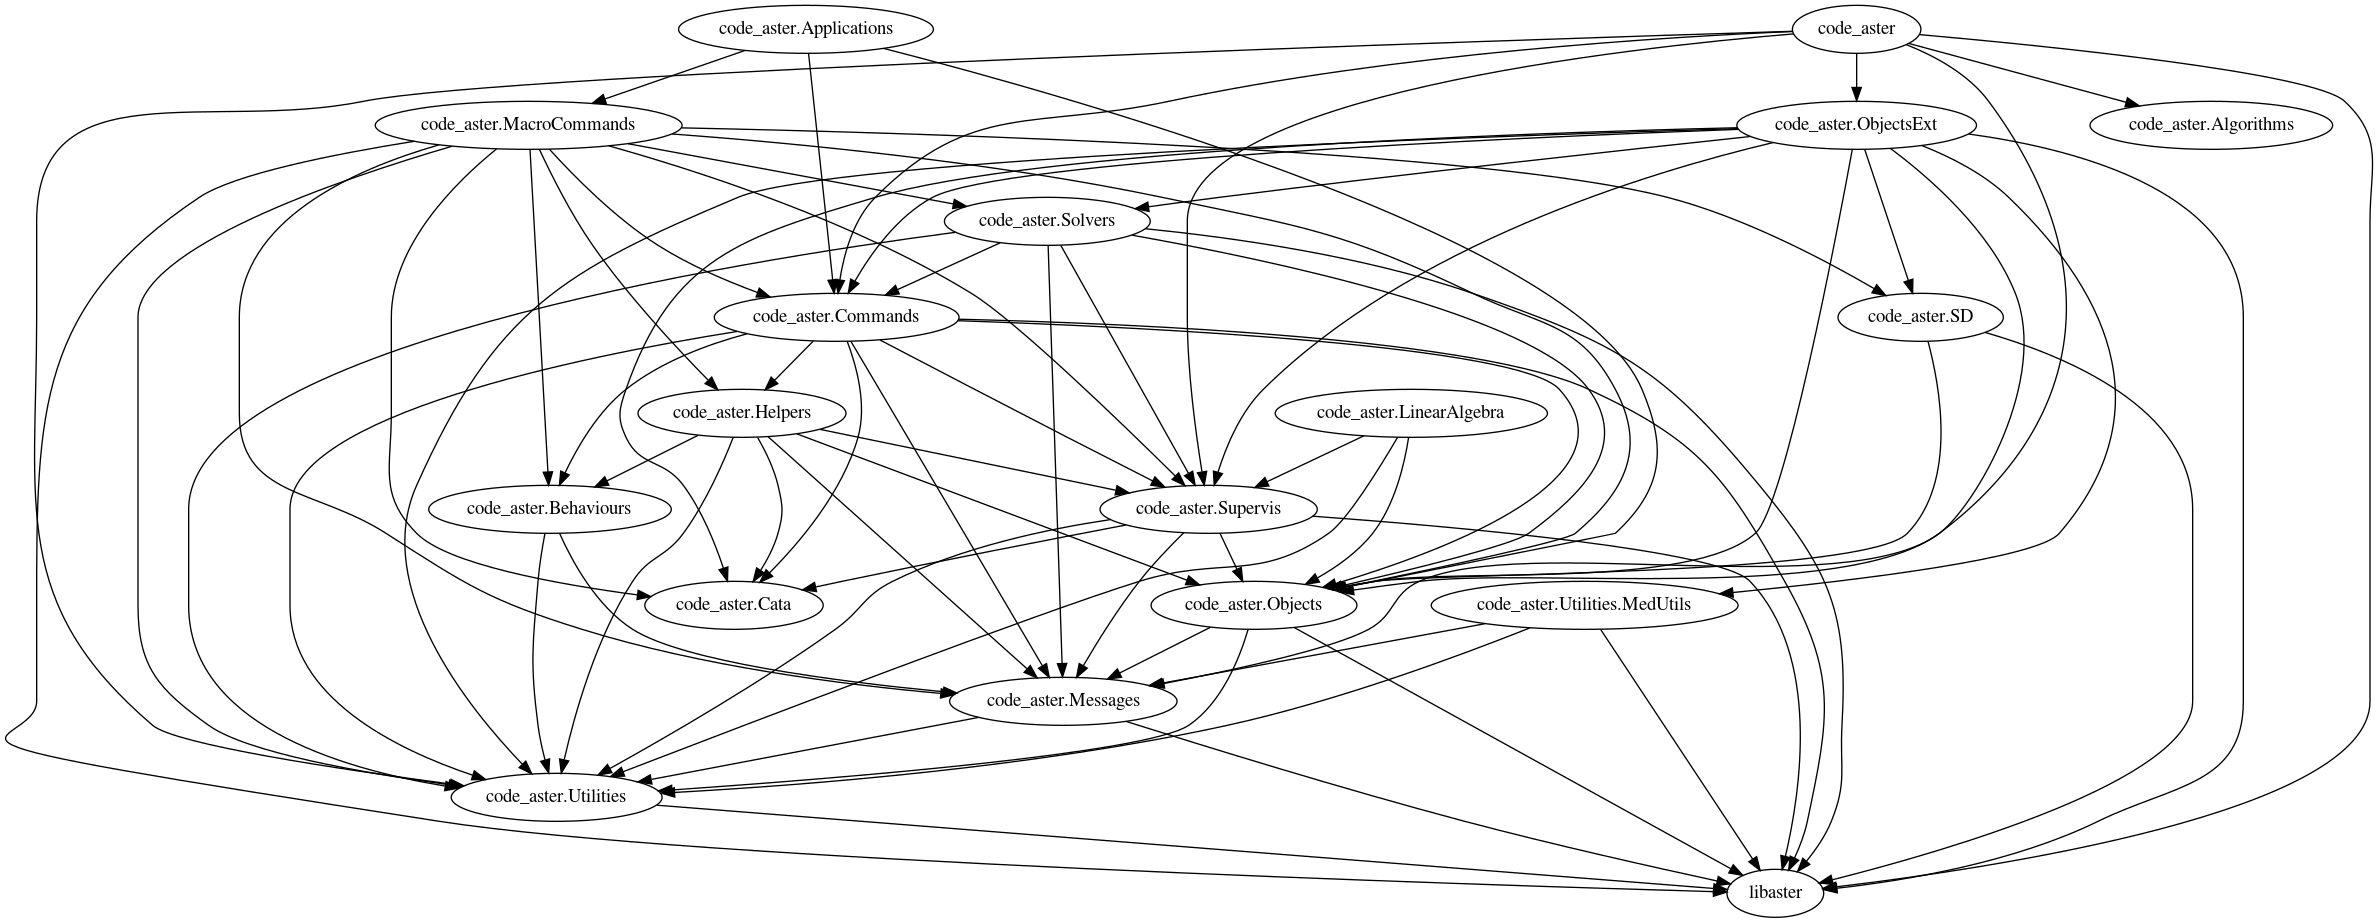 code_aster.Applications
code_aster
code_aster.MacroCommands
code_aster.ObjectsExt
code_aster.Algorithms
code_aster.Solvers
code_aster.Commands
code_aster.SD
code_aster.Helpers
code_aster.LinearAlgebra
code_aster.Behaviours
code_aster.Supervis
code_aster.Cata
code_aster.Objects
code_aster.Utilities.MedUtils
code_aster.Messages
code_aster.Utilities
libaster